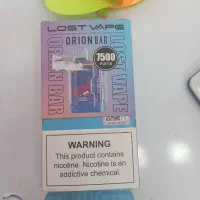 LOST VAPE
ORION BAR
7500
PUFFS
ORION BAR
LOST VAPE
WARNING
This product contains
nicotine. Nicotine is an
addictive chemical.